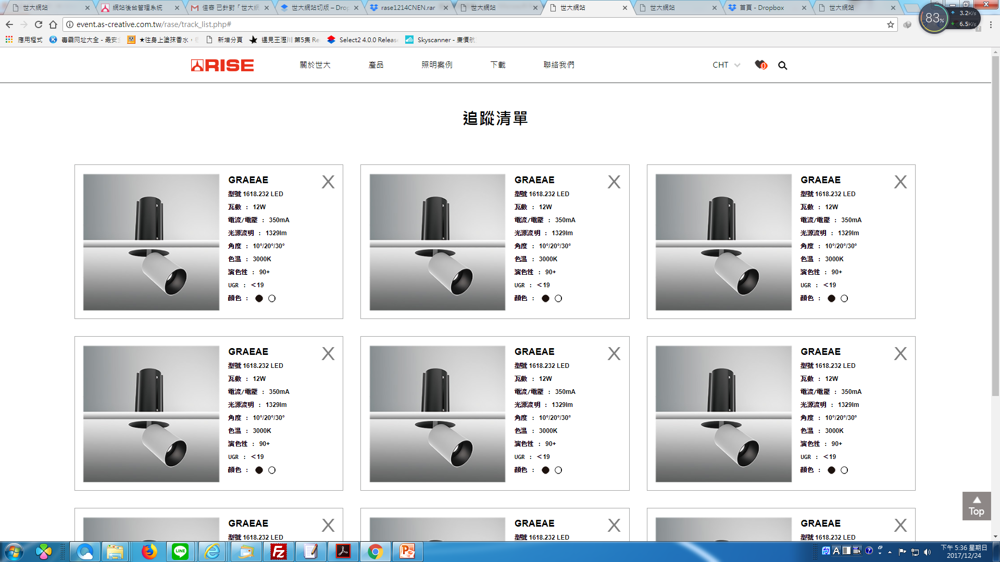 世大網站
網站後台管理系統
佳容 已針對「世大網
世大網站切版 – Drop
rase1214CNEN.rar
世大網站
世大網站
世大網站
首頁 - Dropbox
世大網站
event.as-creative.com.tw/rase/track_list.php#
83%
3.2K/s
6.5K/s
應用程式
毒霸网址大全 - 最安全
★往身上塗抹香水，很
新增分頁
遇見王瀝川 第5集 Re
Select2 4.0.0 Release
Skyscanner - 廉價航
RISE
關於世大
產品
照明案例
下載
聯絡我們
CHT
0
追蹤清單
GRAEAE
X
型號 1618.232 LED
瓦數 ： 12W
電流/電壓 ： 350mA
光源流明 ： 1329lm
角度 ： 10°/20°/30°
色溫 ： 3000K
演色性 ： 90+
UGR ： <19
顏色 ：
GRAEAE
X
型號 1618.232 LED
瓦數 ： 12W
電流/電壓 ： 350mA
光源流明 ： 1329lm
角度 ： 10°/20°/30°
色溫 ： 3000K
演色性 ： 90+
UGR ： <19
顏色 ：
GRAEAE
X
型號 1618.232 LED
瓦數 ： 12W
電流/電壓 ： 350mA
光源流明 ： 1329lm
角度 ： 10°/20°/30°
色溫 ： 3000K
演色性 ： 90+
UGR ： <19
顏色 ：
GRAEAE
X
型號 1618.232 LED
瓦數 ： 12W
電流/電壓 ： 350mA
光源流明 ： 1329lm
角度 ： 10°/20°/30°
色溫 ： 3000K
演色性 ： 90+
UGR ： <19
顏色 ：
GRAEAE
X
型號 1618.232 LED
瓦數 ： 12W
電流/電壓 ： 350mA
光源流明 ： 1329lm
角度 ： 10°/20°/30°
色溫 ： 3000K
演色性 ： 90+
UGR ： <19
顏色 ：
GRAEAE
X
型號 1618.232 LED
瓦數 ： 12W
電流/電壓 ： 350mA
光源流明 ： 1329lm
角度 ： 10°/20°/30°
色溫 ： 3000K
演色性 ： 90+
UGR ： <19
顏色 ：
GRAEAE
X
型號 1618.232 LED
GRAEAE
X
型號 1618.232 LED
GRAEAE
X
型號 1618.232 LED
Top
LINE
下午 5:36 星期日
2017/12/24